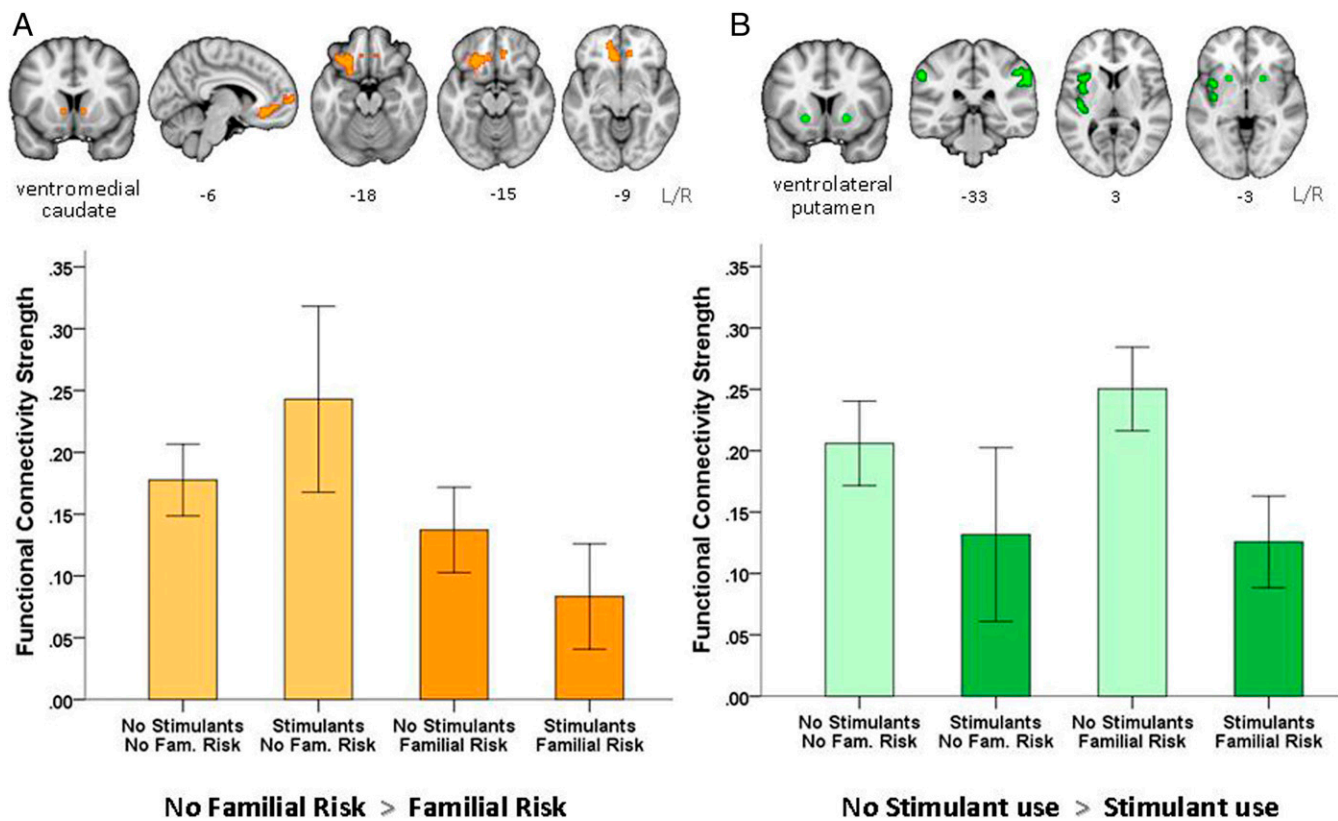 A
ventromedial
caudate
-6
-18
-15
-9
L/R
Functional Connectivity Strength
.35
.30
.25
.20
.15
.10
.05
.00
No Stimulants
No Fam. Risk
Stimulants
No Fam. Risk
No Stimulants
Familial Risk
Stimulants
Familial Risk
No Familial Risk > Familial Risk
B
ventrolateral
putamen
-33
3
-3
L/R
Functional Connectivity Strength
.35
.30
.25
.20
.15
.10
.05
.00
No Stimulants
No Fam. Risk
Stimulants
No Fam. Risk
No Stimulants
Familial Risk
Stimulants
Familial Risk
No Stimulant use > Stimulant use